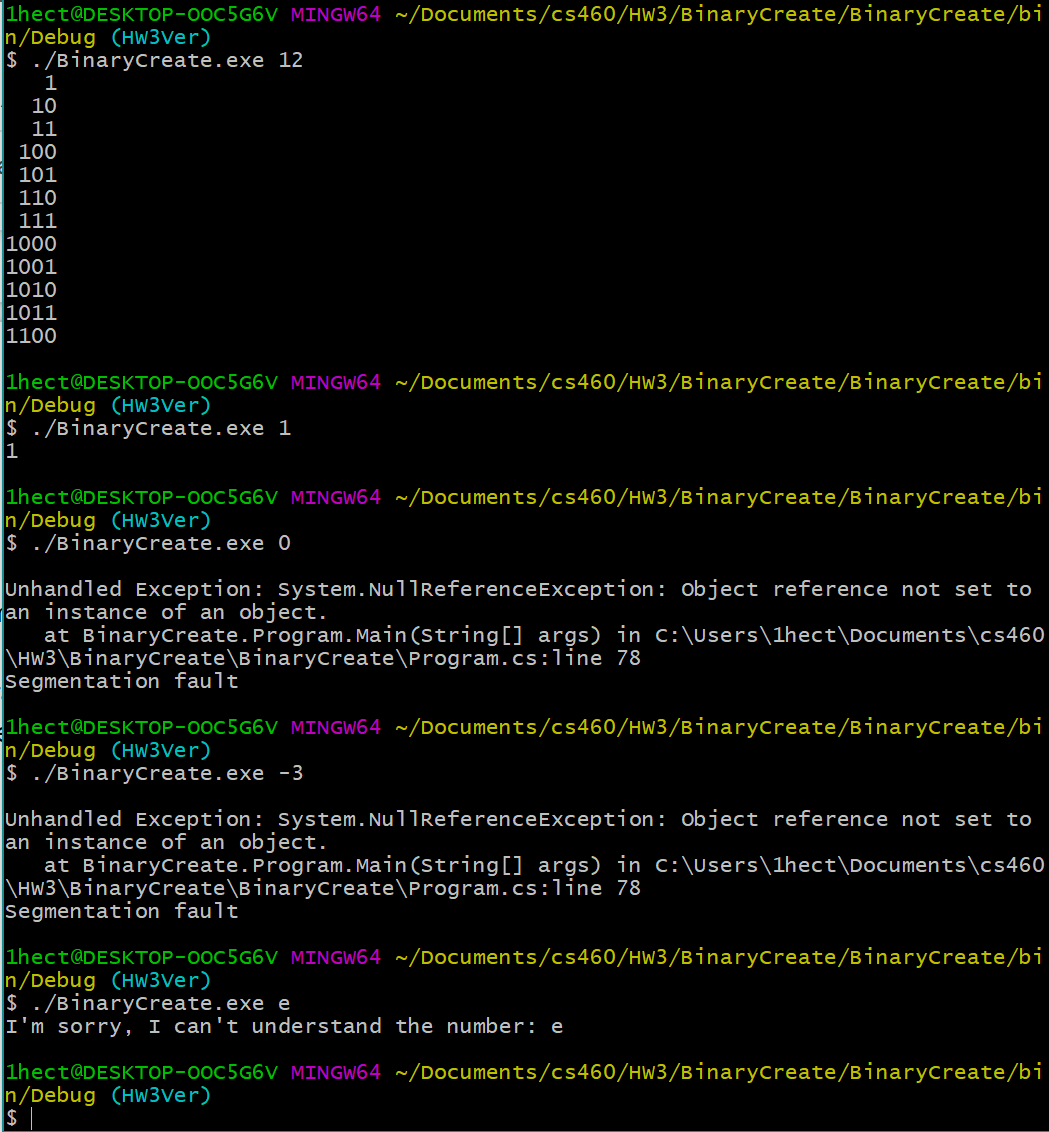 1hect@DESKTOP-OOC5G6V MINGW64 ~/Documents/cs460/HW3/BinaryCreate/BinaryCreate/bi
n/Debug (HW3Ver)
$ ./BinaryCreate.exe 12
   1
  10
  11
 100
 101
 110
 111
1000
1001
1010
1011
1100

1hect@DESKTOP-OOC5G6V MINGW64 ~/Documents/cs460/HW3/BinaryCreate/BinaryCreate/bi
n/Debug (HW3Ver)
$ ./BinaryCreate.exe 1
1

1hect@DESKTOP-OOC5G6V MINGW64 ~/Documents/cs460/HW3/BinaryCreate/BinaryCreate/bi
n/Debug (HW3Ver)
$ ./BinaryCreate.exe 0

Unhandled Exception: System.NullReferenceException: Object reference not set to
an instance of an object.
   at BinaryCreate.Program.Main(String[] args) in C:\Users\1hect\Documents\cs460
\HW3\BinaryCreate\BinaryCreate\Program.cs:line 78
Segmentation fault

1hect@DESKTOP-OOC5G6V MINGW64 ~/Documents/cs460/HW3/BinaryCreate/BinaryCreate/bi
n/Debug (HW3Ver)
$ ./BinaryCreate.exe -3

Unhandled Exception: System.NullReferenceException: Object reference not set to
an instance of an object.
   at BinaryCreate.Program.Main(String[] args) in C:\Users\1hect\Documents\cs460
\HW3\BinaryCreate\BinaryCreate\Program.cs:line 78
Segmentation fault

1hect@DESKTOP-OOC5G6V MINGW64 ~/Documents/cs460/HW3/BinaryCreate/BinaryCreate/bi
n/Debug (HW3Ver)
$ ./BinaryCreate.exe e
I'm sorry, I can't understand the number: e

1hect@DESKTOP-OOC5G6V MINGW64 ~/Documents/cs460/HW3/BinaryCreate/BinaryCreate/bi
n/Debug (HW3Ver)
$